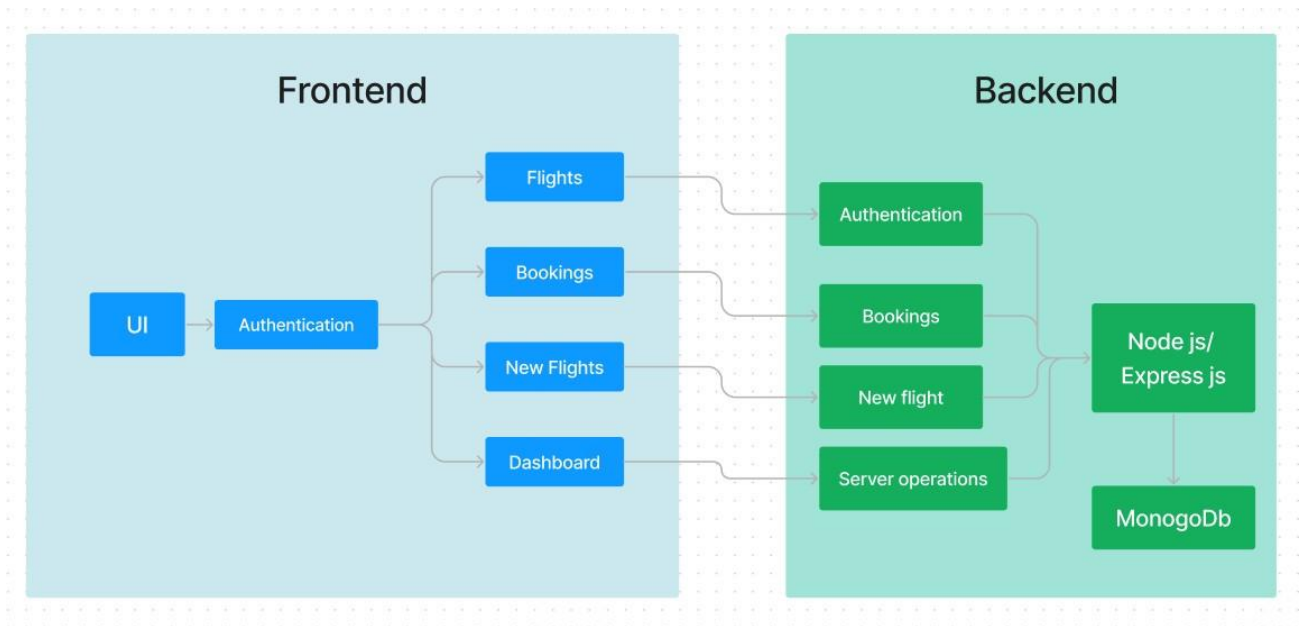 Frontend
UI
Authentication
Flights
Bookings
New Flights
Dashboard
Backend
Authentication
Bookings
New flight
Server operations
Node js/
Express js
MonogoDb